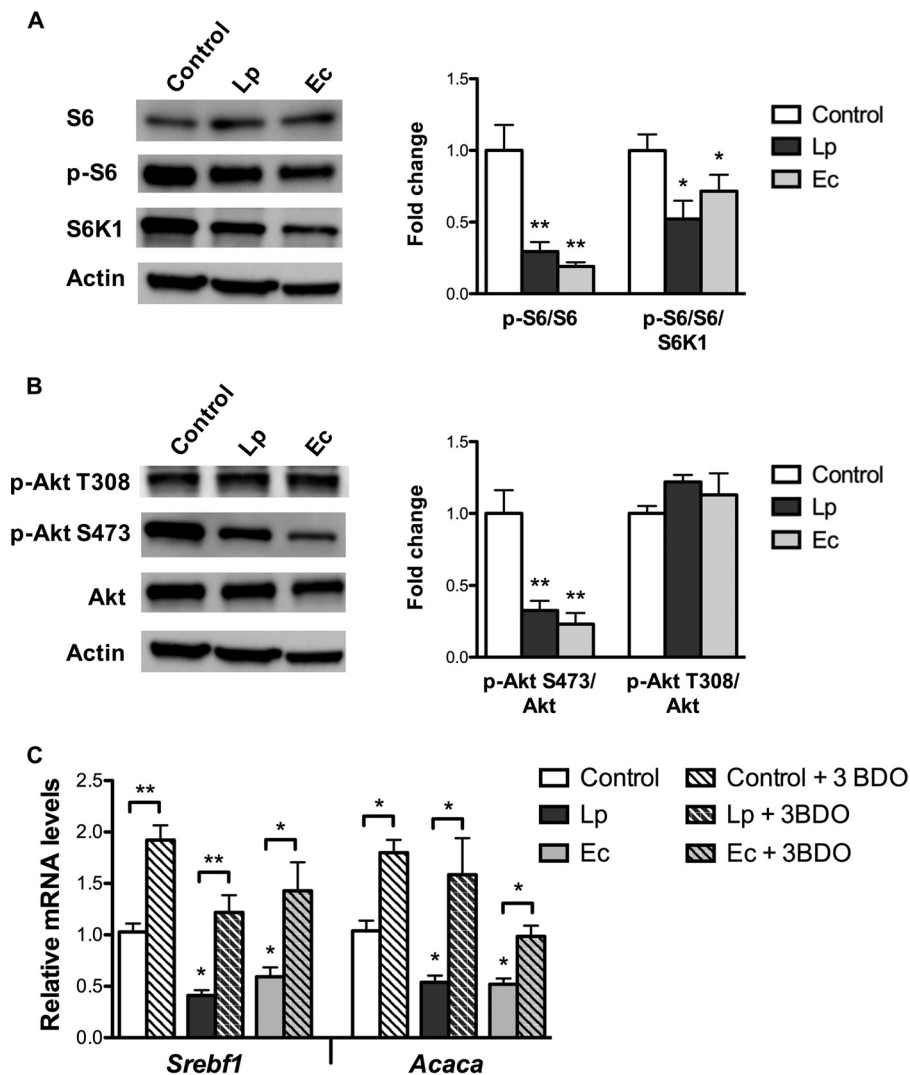 A
Control Lp Ec
S6
p-S6
S6K1
Actin
Fold change
1.5
1.0
0.5
0.0
** ** * *
p-S6/S6 p-S6/S6/
S6K1
Control
Lp
Ec
B
Control Lp Ec
p-Akt T308
p-Akt S473
Akt
Actin
Fold change
1.5
1.0
0.5
0.0
** **
p-Akt S473/ p-Akt T308/
Akt Akt
Control
Lp
Ec
C
Relative mRNA levels
2.5
2.0
1.5
1.0
0.5
0.0
** ** * * * *
* * * *
Srebf1 Acaca
Control Control + 3 BDO
Lp Lp + 3BDO
Ec Ec + 3BDO